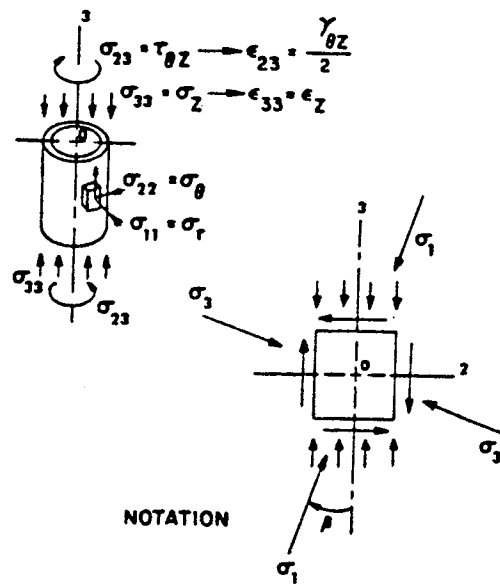 3
σ23 = τθZ → ε23 = γθZ / 2
σ33 = σZ → ε33 = εZ
θ
σ22 = σθ
σ11 = σr
σ33
σ23
3
σ1
σ3
0
2
σ3
β
σ1
NOTATION